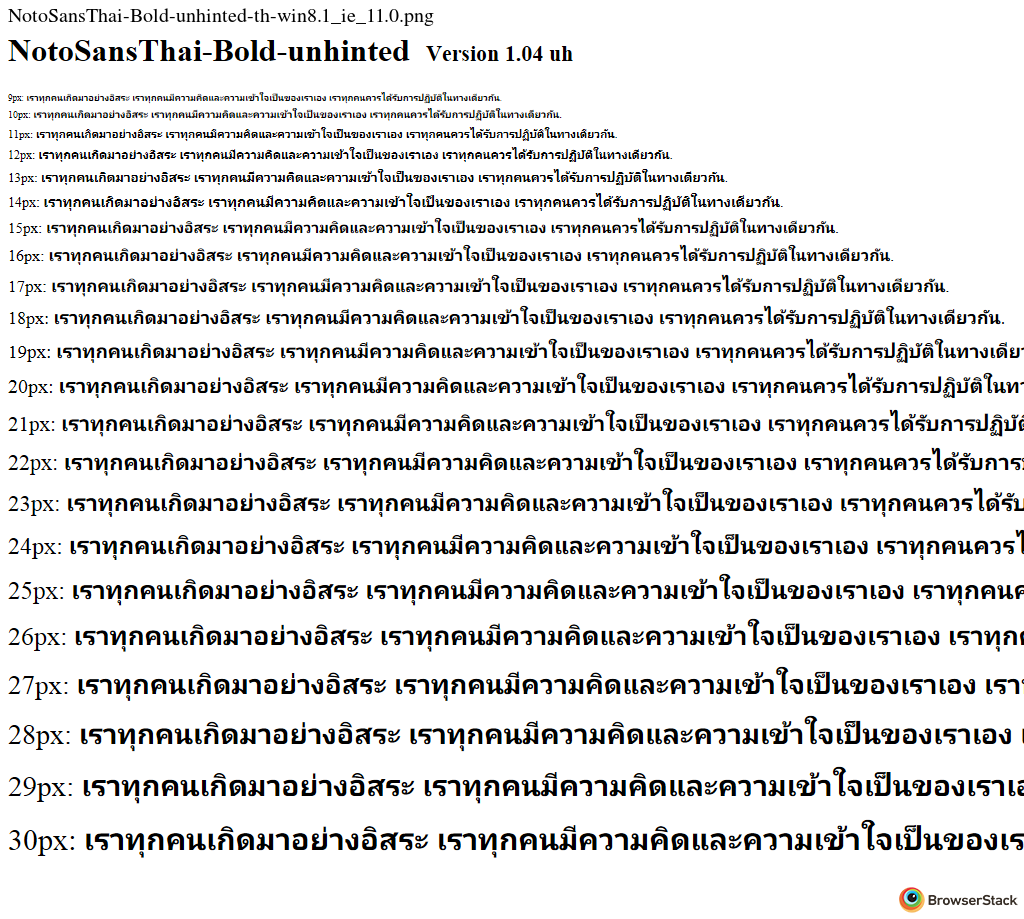 NotoSansThai-Bold-unhinted-th-win8.1_ie_11.0.png
NotoSansThai-Bold-unhinted Version 1.04 uh
9px: เราทุกคนเกิดมาอย่างอิสระ เราทุกคนมีความคิดและความเข้าใจเป็นของเราเอง เราทุกคนควรได้รับการปฏิบัติในทางเดียวกัน.
10px: เราทุกคนเกิดมาอย่างอิสระ เราทุกคนมีความคิดและความเข้าใจเป็นของเราเอง เราทุกคนควรได้รับการปฏิบัติในทางเดียวกัน.
11px: เราทุกคนเกิดมาอย่างอิสระ เราทุกคนมีความคิดและความเข้าใจเป็นของเราเอง เราทุกคนควรได้รับการปฏิบัติในทางเดียวกัน.
12px: เราทุกคนเกิดมาอย่างอิสระ เราทุกคนมีความคิดและความเข้าใจเป็นของเราเอง เราทุกคนควรได้รับการปฏิบัติในทางเดียวกัน.
13px: เราทุกคนเกิดมาอย่างอิสระ เราทุกคนมีความคิดและความเข้าใจเป็นของเราเอง เราทุกคนควรได้รับการปฏิบัติในทางเดียวกัน.
14px: เราทุกคนเกิดมาอย่างอิสระ เราทุกคนมีความคิดและความเข้าใจเป็นของเราเอง เราทุกคนควรได้รับการปฏิบัติในทางเดียวกัน.
15px: เราทุกคนเกิดมาอย่างอิสระ เราทุกคนมีความคิดและความเข้าใจเป็นของเราเอง เราทุกคนควรได้รับการปฏิบัติในทางเดียวกัน.
16px: เราทุกคนเกิดมาอย่างอิสระ เราทุกคนมีความคิดและความเข้าใจเป็นของเราเอง เราทุกคนควรได้รับการปฏิบัติในทางเดียวกัน.
17px: เราทุกคนเกิดมาอย่างอิสระ เราทุกคนมีความคิดและความเข้าใจเป็นของเราเอง เราทุกคนควรได้รับการปฏิบัติในทางเดียวกัน.
18px: เราทุกคนเกิดมาอย่างอิสระ เราทุกคนมีความคิดและความเข้าใจเป็นของเราเอง เราทุกคนควรได้รับการปฏิบัติในทางเดียวกัน.
19px: เราทุกคนเกิดมาอย่างอิสระ เราทุกคนมีความคิดและความเข้าใจเป็นของเราเอง เราทุกคนควรได้รับการปฏิบัติในทางเดีย
20px: เราทุกคนเกิดมาอย่างอิสระ เราทุกคนมีความคิดและความเข้าใจเป็นของเราเอง เราทุกคนควรได้รับการปฏิบัติในท
21px: เราทุกคนเกิดมาอย่างอิสระ เราทุกคนมีความคิดและความเข้าใจเป็นของเราเอง เราทุกคนควรได้รับการปฏิบัติ
22px: เราทุกคนเกิดมาอย่างอิสระ เราทุกคนมีความคิดและความเข้าใจเป็นของเราเอง เราทุกคนควรได้รับการ
23px: เราทุกคนเกิดมาอย่างอิสระ เราทุกคนมีความคิดและความเข้าใจเป็นของเราเอง เราทุกคนควรได้รับ
24px: เราทุกคนเกิดมาอย่างอิสระ เราทุกคนมีความคิดและความเข้าใจเป็นของเราเอง เราทุกคนควร
25px: เราทุกคนเกิดมาอย่างอิสระ เราทุกคนมีความคิดและความเข้าใจเป็นของเราเอง เราทุกคนค
26px: เราทุกคนเกิดมาอย่างอิสระ เราทุกคนมีความคิดและความเข้าใจเป็นของเราเอง เราทุกค
27px: เราทุกคนเกิดมาอย่างอิสระ เราทุกคนมีความคิดและความเข้าใจเป็นของเราเอง เรา
28px: เราทุกคนเกิดมาอย่างอิสระ เราทุกคนมีความคิดและความเข้าใจเป็นของเราเอง
29px: เราทุกคนเกิดมาอย่างอิสระ เราทุกคนมีความคิดและความเข้าใจเป็นของเราเอ
30px: เราทุกคนเกิดมาอย่างอิสระ เราทุกคนมีความคิดและความเข้าใจเป็นของเร
BrowserStack